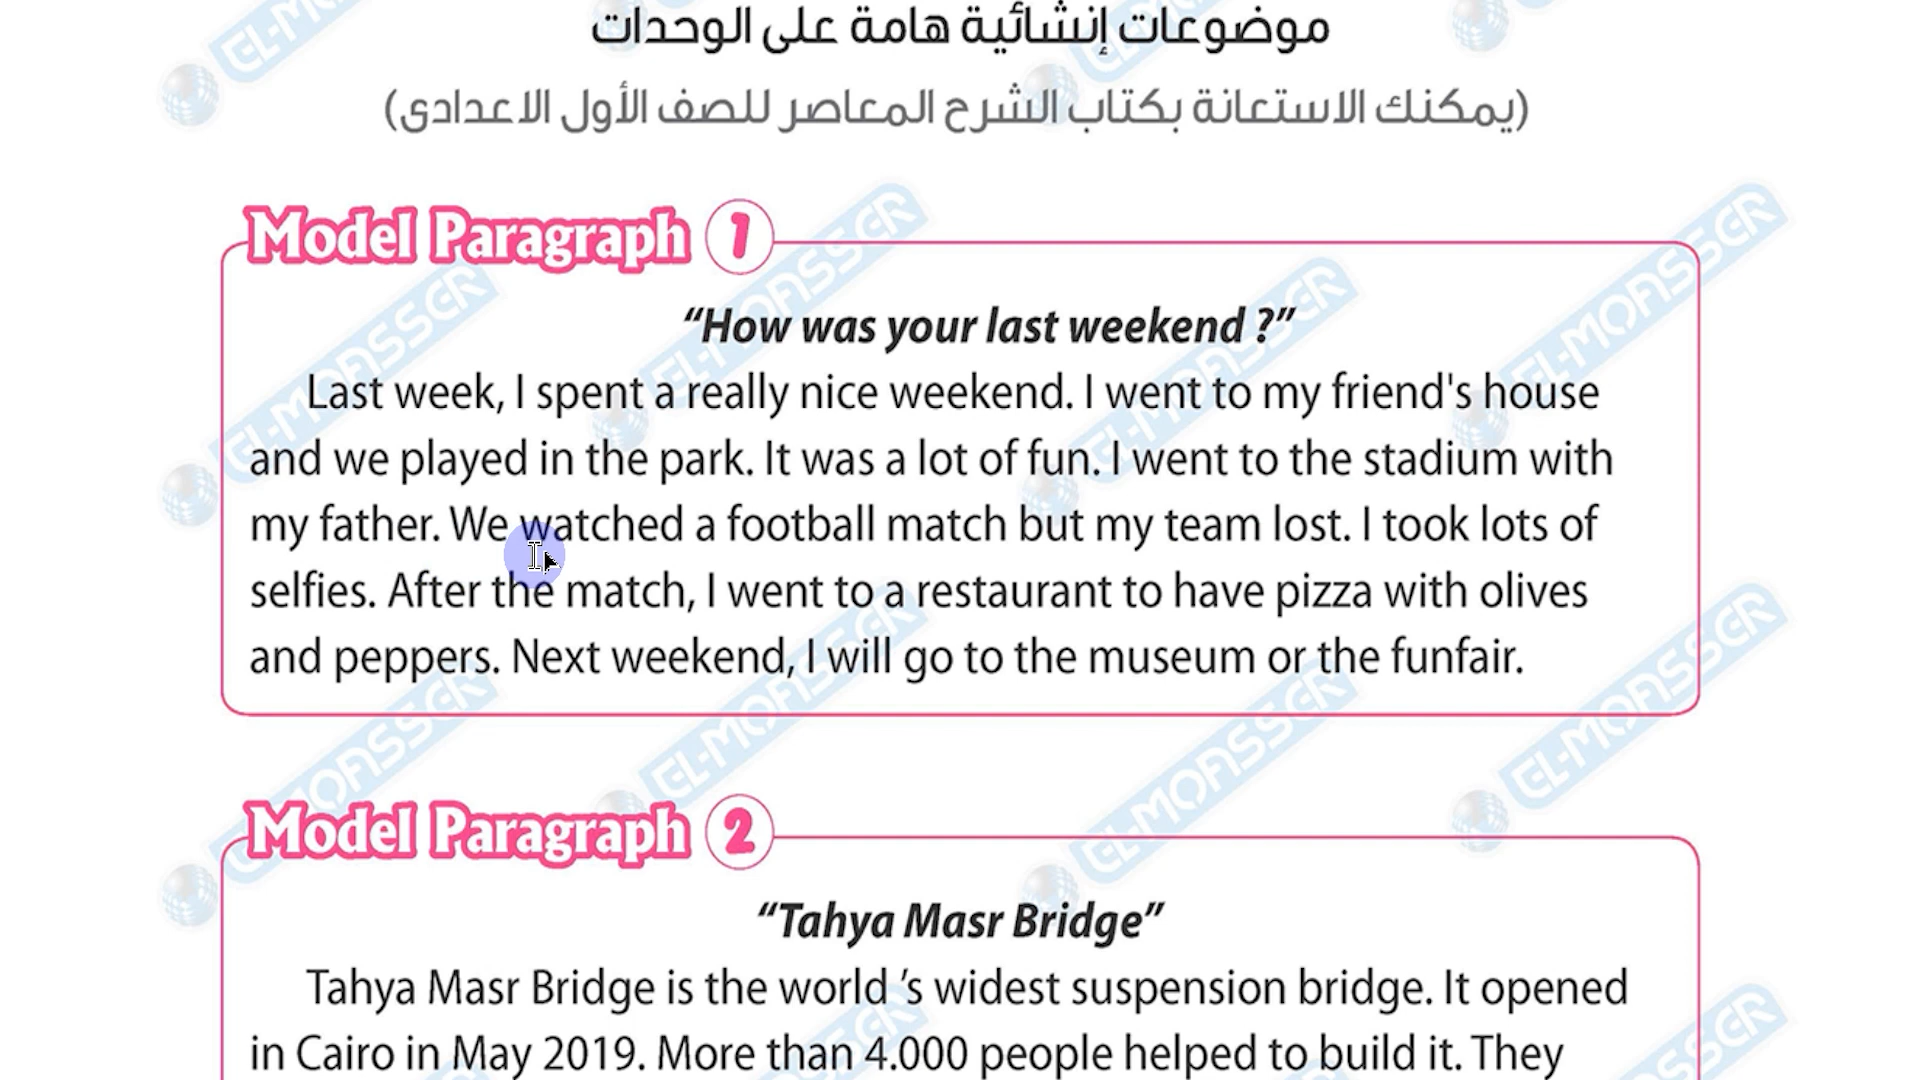 موضوعات إنشائية هامة على الوحدات
(يمكنك الاستعانة بكتاب الشرح المعاصر للصف الأول الاعدادى)
Model Paragraph 1
“How was your last weekend ?”
Last week, I spent a really nice weekend. I went to my friend's house
and we played in the park. It was a lot of fun. I went to the stadium with
my father. We watched a football match but my team lost. I took lots of
selfies. After the match, I went to a restaurant to have pizza with olives
and peppers. Next weekend, I will go to the museum or the funfair.
Model Paragraph 2
“Tahya Masr Bridge”
Tahya Masr Bridge is the world ’s widest suspension bridge. It opened
in Cairo in May 2019. More than 4.000 people helped to build it. They